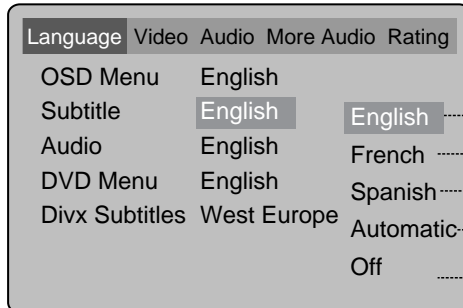 Language Video Audio More Audio Rating
OSD Menu English
Subtitle English English
Audio English French
DVD Menu English Spanish
Divx Subtitles West Europe Automatic
Off